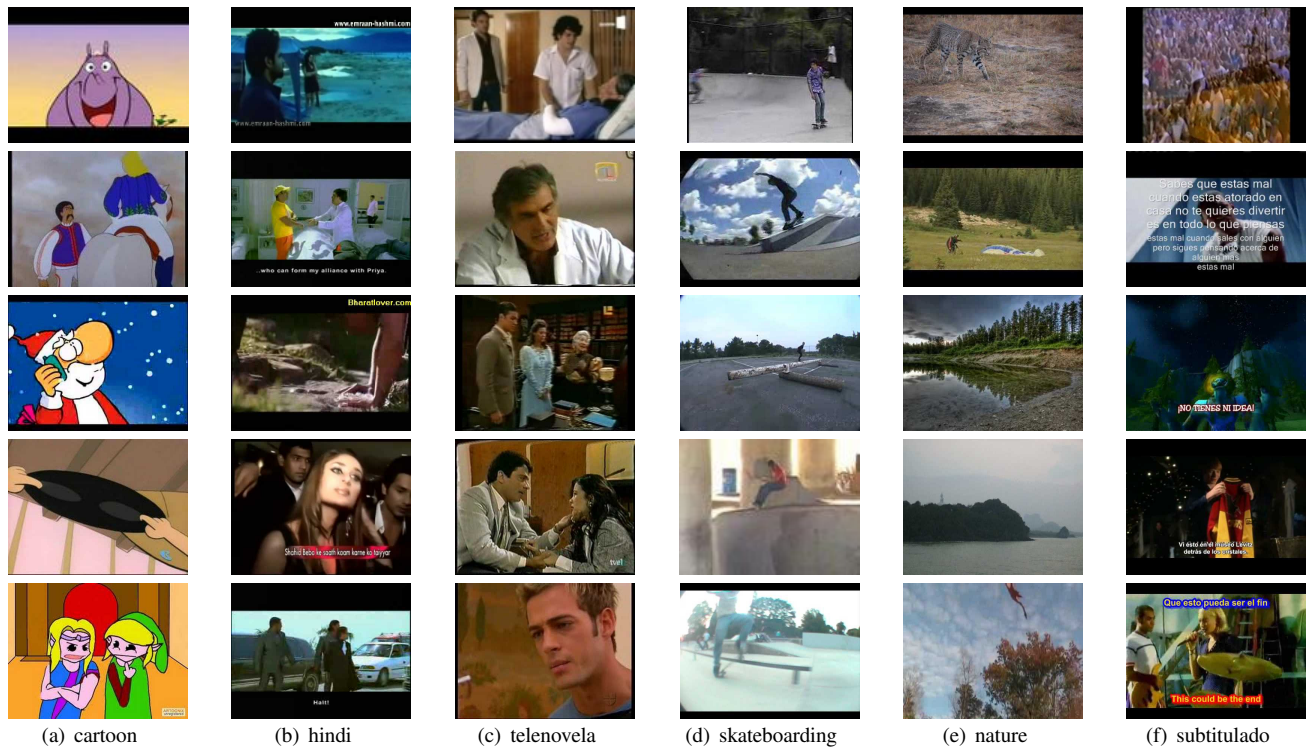 www.emraan-hashmi.com
www.emraan-hashmi.com
Sabes que estas mal
cuando estas atorado en
casa no te quieres divertir
es en todo lo que piensas
estas mal cuando sales con alguien
pero sigues pensando acerca de
alguien mas
estas mal
..who can form my alliance with Priya.
Bharatlover.com
¡NO TIENES NI IDEA!
Shahid Beba ke saath kaam karne ko taiyyar
tve1
Vi esto en el museo Levita
detrás de los costales
Halt!
Que esto pueda ser el fin
This could be the end
(a) cartoon
(b) hindi
(c) telenovela
(d) skateboarding
(e) nature
(f) subtitulado